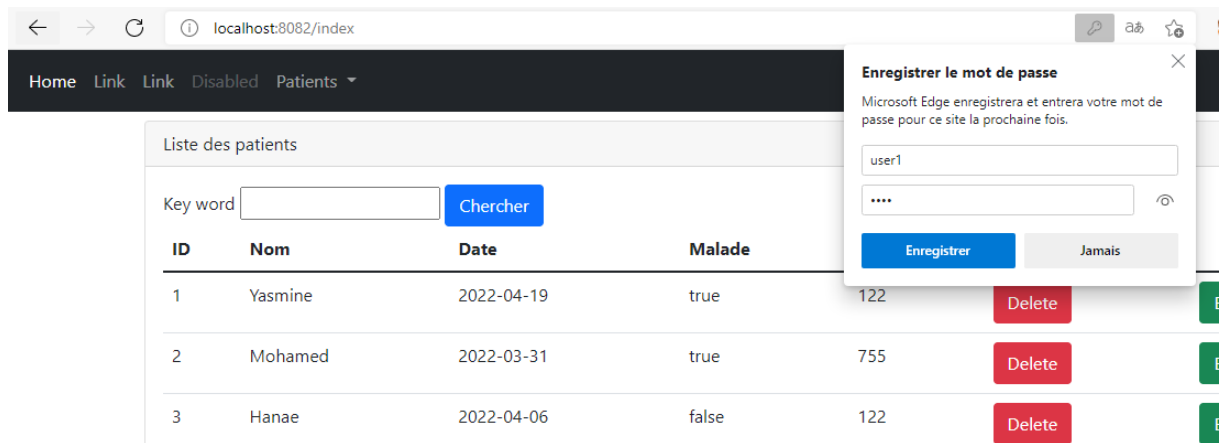 localhost:8082/index
aあ
Home Link Link Disabled Patients
Enregistrer le mot de passe
Microsoft Edge enregistrera et entrera votre mot de
passe pour ce site la prochaine fois.
user1
••••
Enregistrer Jamais
Liste des patients
Key word Chercher
ID Nom Date Malade
1 Yasmine 2022-04-19 true 122 Delete
2 Mohamed 2022-03-31 true 755 Delete
3 Hanae 2022-04-06 false 122 Delete